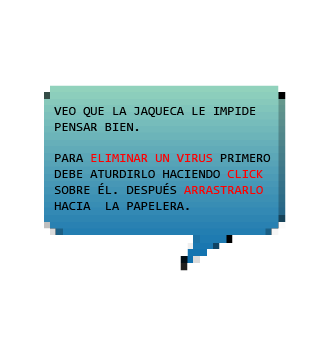 VEO QUE LA JAQUECA LE IMPIDE
PENSAR BIEN.
PARA ELIMINAR UN VIRUS PRIMERO
DEBE ATURDIRLO HACIENDO CLICK
SOBRE ÉL. DESPUÉS ARRASTRARLO
HACIA LA PAPELERA.